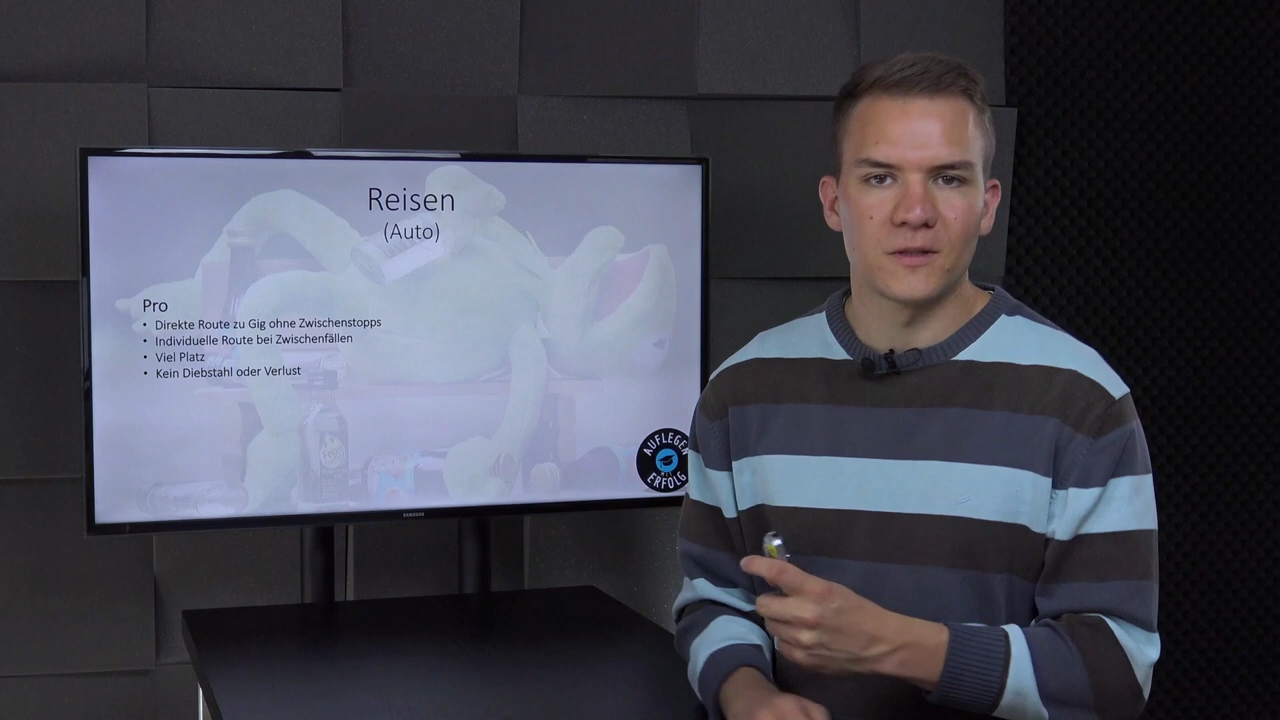 Reisen
(Auto)
Pro
• Direkte Route zu Gig ohne Zwischenstopps
• Individuelle Route bei Zwischenfällen
• Viel Platz
• Kein Diebstahl oder Verlust
AUFLEGEN
MIT
ERFOLG
SAMSUNG